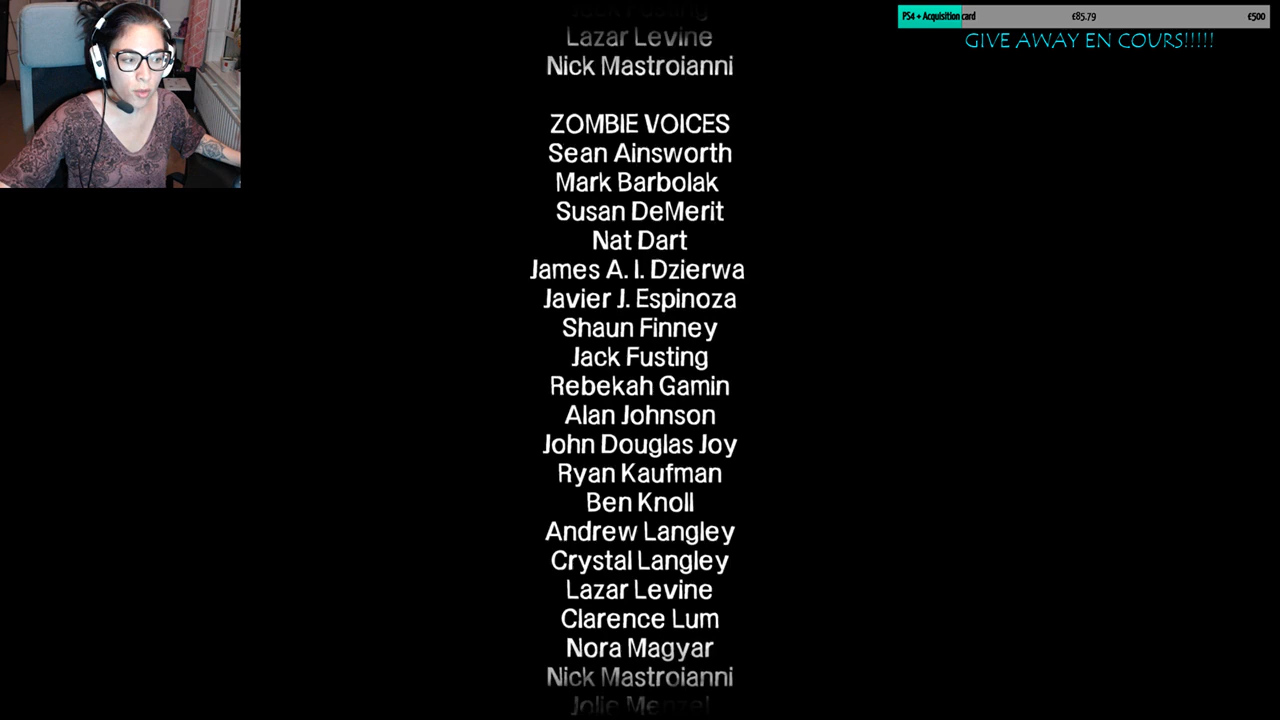 PS4 + Acquisition card €85.79 €500
GIVE AWAY EN COURS!!!!!
Lazar Levine
Nick Mastroianni
ZOMBIE VOICES
Sean Ainsworth
Mark Barbolak
Susan DeMerit
Nat Dart
James A. I. Dzierwa
Javier J. Espinoza
Shaun Finney
Jack Fusting
Rebekah Gamin
Alan Johnson
John Douglas Joy
Ryan Kaufman
Ben Knoll
Andrew Langley
Crystal Langley
Lazar Levine
Clarence Lum
Nora Magyar
Nick Mastroianni
Jolie Menzel